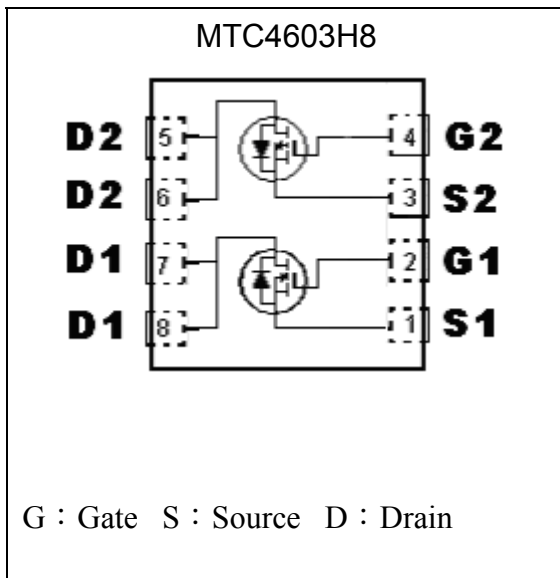 MTC4603H8
D2 5 4 G2
D2 6 3 S2
D1 7 2 G1
D1 8 1 S1
G：Gate S：Source D：Drain